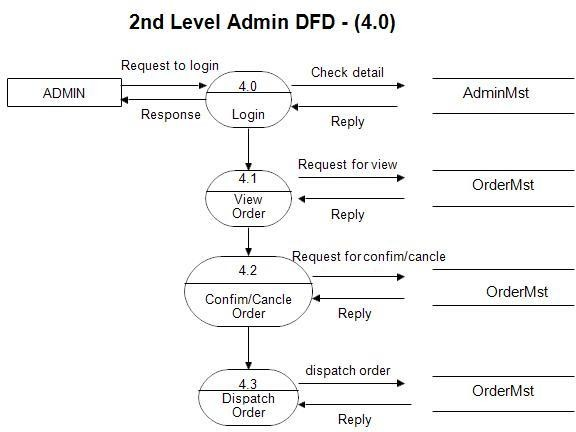 2nd Level Admin DFD - (4.0)
Request to login
Check detail
4.0
ADMIN
AdminMst
Response
Login
Reply
Request for view
4.1
OrderMst
View
Order
Reply
Request for confim/cancle
4.2
OrderMst
Confim/Cancle
Order
Reply
dispatch order
4.3
OrderMst
Dispatch
Order
Reply